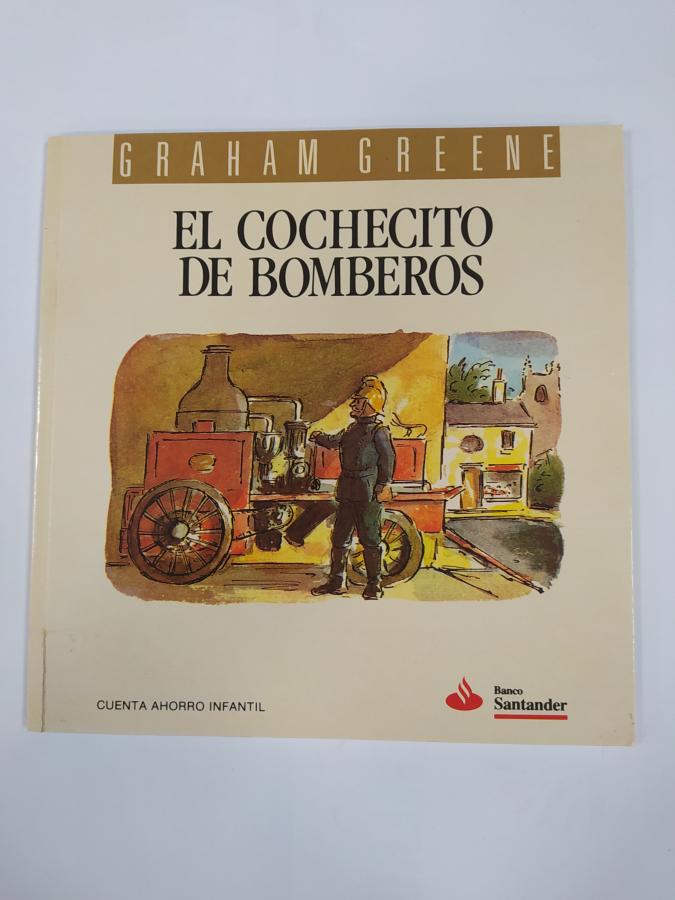 GRAHAM GREENE
EL COCHECITO
DE BOMBEROS
CUENTA AHORRO INFANTIL
Banco
Santander